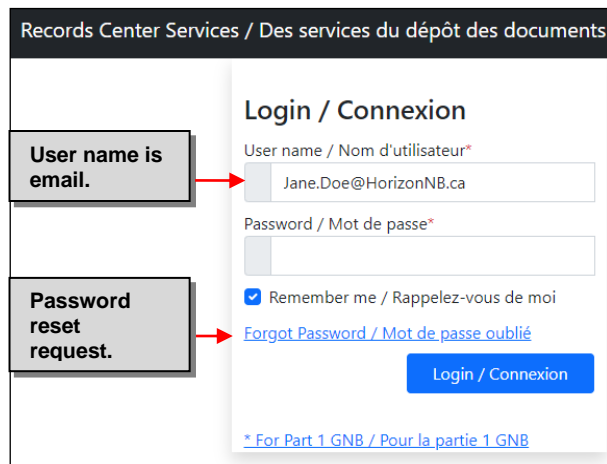 Records Center Services / Des services du dépôt des documents
Login / Connexion
User name / Nom d'utilisateur*
User name is
email.
Jane.Doe@HorizonNB.ca
Password / Mot de passe*
Password
reset
request.
Remember me / Rappelez-vous de moi
Forgot Password / Mot de passe oublié
Login / Connexion
* For Part 1 GNB / Pour la partie 1 GNB